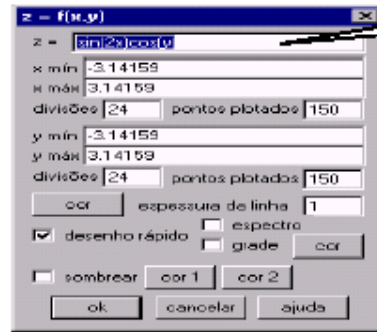 z = f(x,y)
z = sin(2x)cos(y
x mín -3.14159
x máx 3.14159
divisões 24 pontos plotados 150
y mín -3.14159
y máx 3.14159
divisões 24 pontos plotados 150
cor espessura da linha 1
desenho rápido espectro
grade cor
sombrear cor 1 cor 2
ok cancelar ajuda